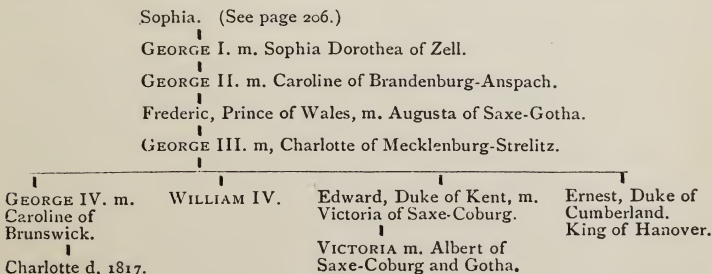 Sophia. (See page 206.)
GEORGE I. m. Sophia Dorothea of Zell.
GEORGE II. m. Caroline of Brandenburg-Anspach.
Frederic, Prince of Wales, m. Augusta of Saxe-Gotha.
GEORGE III. m, Charlotte of Mecklenburg-Strelitz.
GEORGE IV. m.
Caroline of
Brunswick.
Charlotte d. 1817.
WILLIAM IV.
Edward, Duke of Kent, m.
Victoria of Saxe-Coburg.
VICTORIA m. Albert of
Saxe-Coburg and Gotha.
Ernest, Duke of
Cumberland.
King of Hanover.